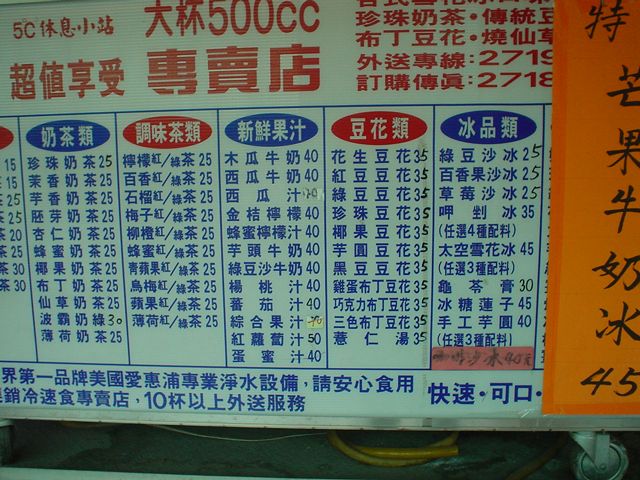 5C休息小站
大杯500cc
超值享受
專賣店
珍珠奶茶·傳統豆
布丁豆花·燒仙草
外送專線:2719
訂購傳真:2718
奶茶類
珍珠奶茶25
茉香奶茶25
芋香奶茶25
胚芽奶茶25
杏仁奶茶25
蜂蜜奶茶25
椰果奶茶25
布丁奶茶25
仙草奶茶25
波霸奶綠30
薄荷奶茶25
調味茶類
檸檬紅/綠茶25
百香紅/綠茶25
石榴紅/綠茶25
梅子紅/綠茶25
柳橙紅/綠茶25
蜂蜜紅/綠茶25
青蘋果紅/綠茶25
烏梅紅/綠茶25
蘋果紅/綠茶25
薄荷紅/綠茶25
新鮮果汁
木瓜牛奶40
西瓜牛奶40
西瓜汁
金桔檸檬40
蜂蜜檸檬汁40
芋頭牛奶40
綠豆沙牛奶40
楊桃汁40
蕃茄汁40
綜合果汁
紅蘿蔔汁50
蛋蜜汁40
豆花類
花生豆花35
紅豆豆花35
綠豆豆花35
珍珠豆花35
椰果豆花35
芋圓豆花35
黑豆豆花35
雞蛋布丁豆花35
巧克力布丁豆花35
三色布丁豆花35
薏仁湯35
冰品類
綠豆沙冰25
百香果沙冰25
草莓沙冰25
呷剉冰35
(任選4種配料)
太空雪花冰45
(任選3種配料)
龜苓膏30
冰糖蓮子45
手工芋圓40
(任選3種配料)
沙冰40元
界第一品牌美國愛惠浦專業淨水設備,請安心食用
銷冷速食專賣店,10杯以上外送服務
快速·可口·
特
芒果牛奶冰
45